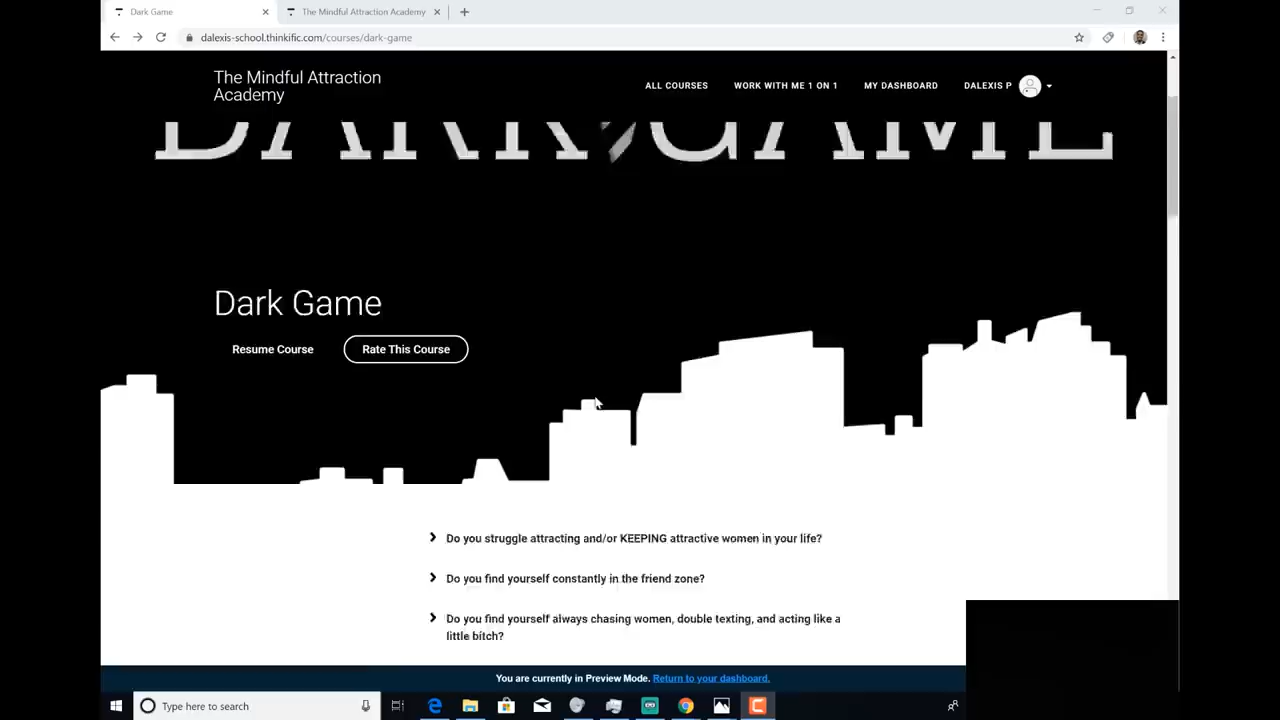 Dark Game
The Mindful Attraction Academy
dalexis-school.thinkific.com/courses/dark-game
The Mindful Attraction
Academy
ALL COURSES
WORK WITH ME 1 ON 1
MY DASHBOARD
DALEXIS P
DARK GAME
Dark Game
Resume Course
Rate This Course
Do you struggle attracting and/or KEEPING attractive women in your life?
Do you find yourself constantly in the friend zone?
Do you find yourself always chasing women, double texting, and acting like a
little bitch?
You are currently in Preview Mode. Return to your dashboard.
Type here to search